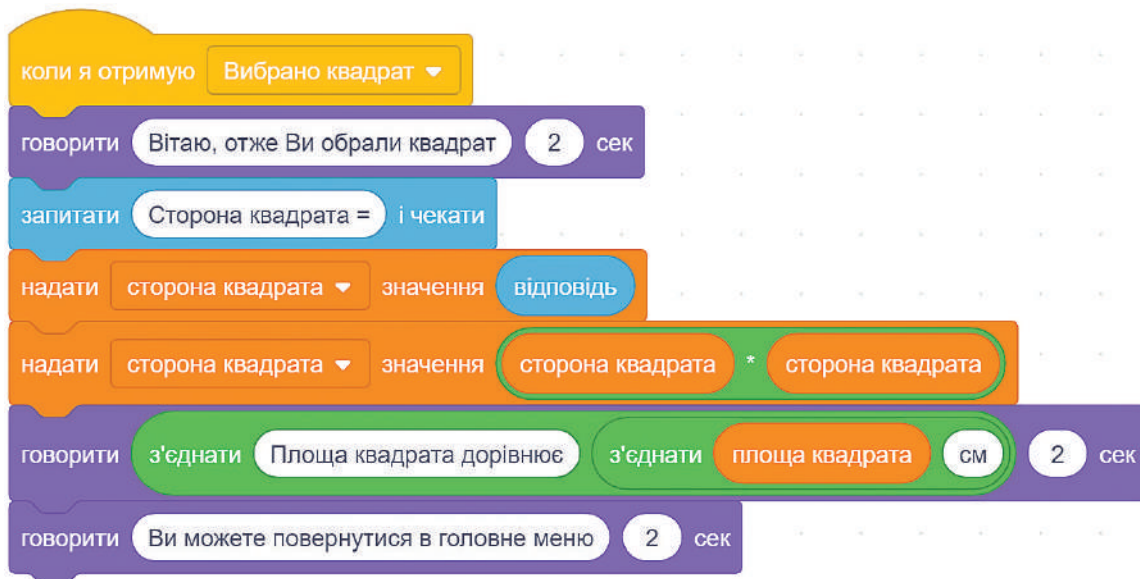 коли я отримую Вибрано квадрат
говорити Вітаю, отже Ви обрали квадрат 2 сек
запитати Сторона квадрата = і чекати
надати сторона квадрата значення відповідь
надати сторона квадрата значення сторона квадрата * сторона квадрата
говорити з'єднати Площа квадрата дорівнює з'єднати площа квадрата см 2 сек
говорити Ви можете повернутися в головне меню 2 сек